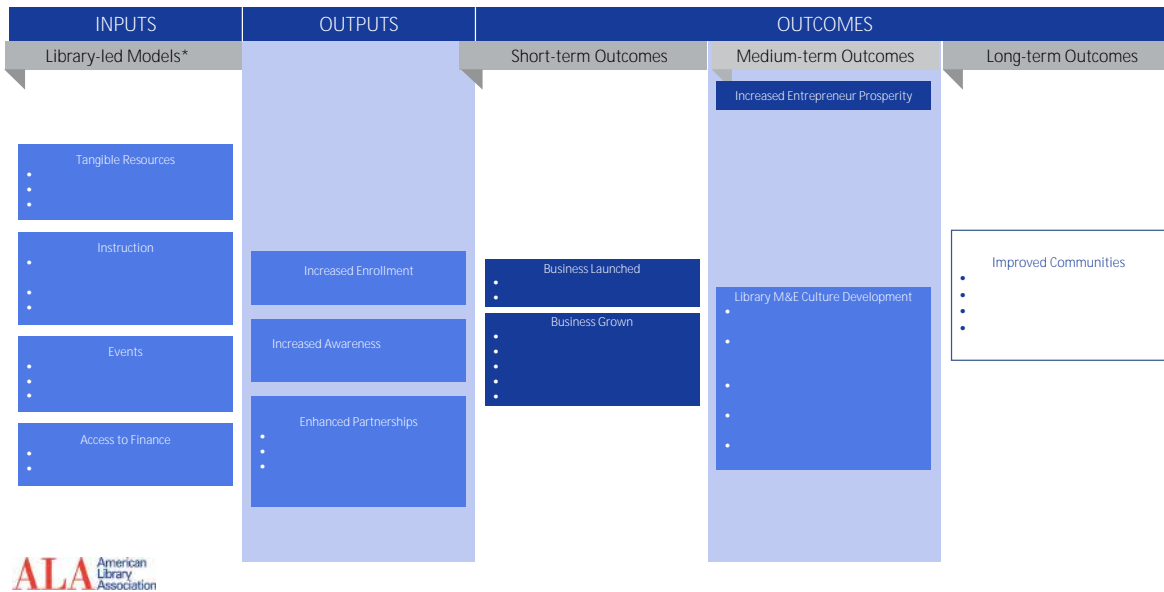 INPUTS
OUTPUTS
OUTCOMES
Library-led Models*
Short-term Outcomes
Medium-term Outcomes
Long-term Outcomes
Increased Entrepreneur Prosperity
Tangible Resources
Instruction
Events
Access to Finance
Increased Enrollment
Increased Awareness
Enhanced Partnerships
Business Launched
Business Grown
Library M&E Culture Development
Improved Communities
ALA
American
Library
Association